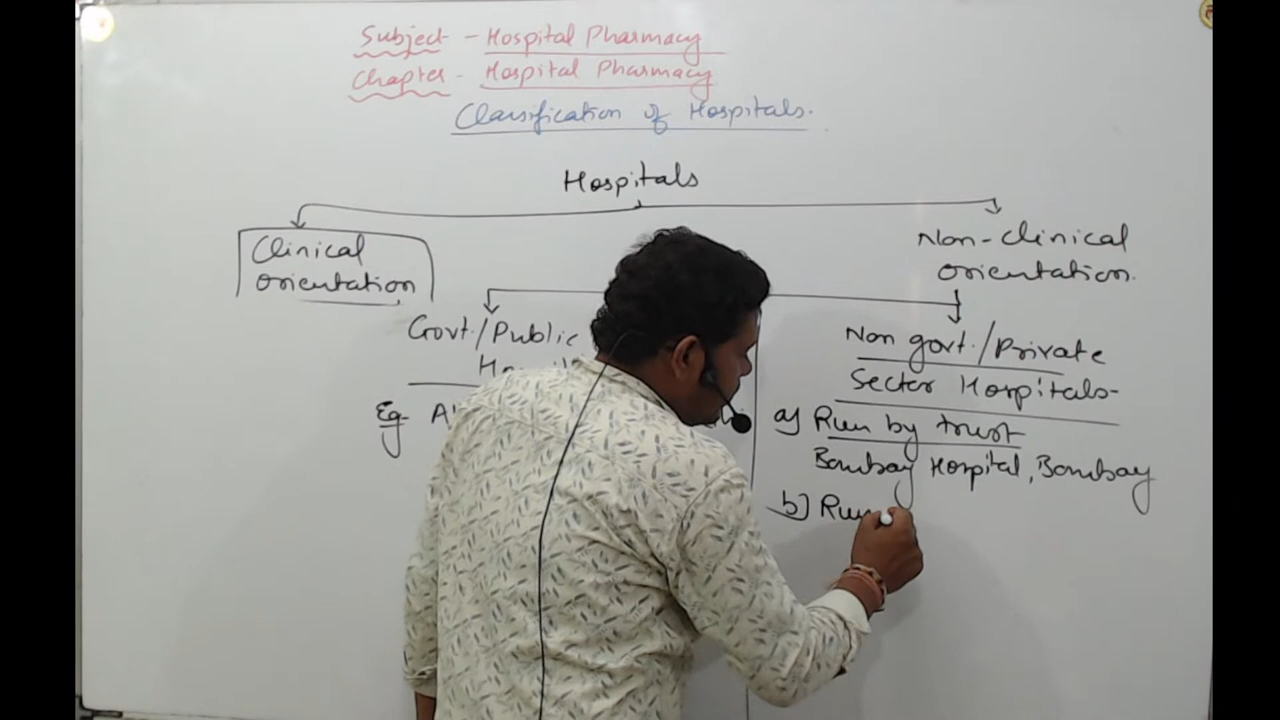 Subject - Hospital Pharmacy
Chapter - Hospital Pharmacy
Classification of Hospitals.
Hospitals
Clinical
orientation
Non-clinical
orientation.
Govt./Public
Non govt./Private
Sector Hospitals-
Eg
a) Run by trust
Bombay Hospital, Bombay
b) Run